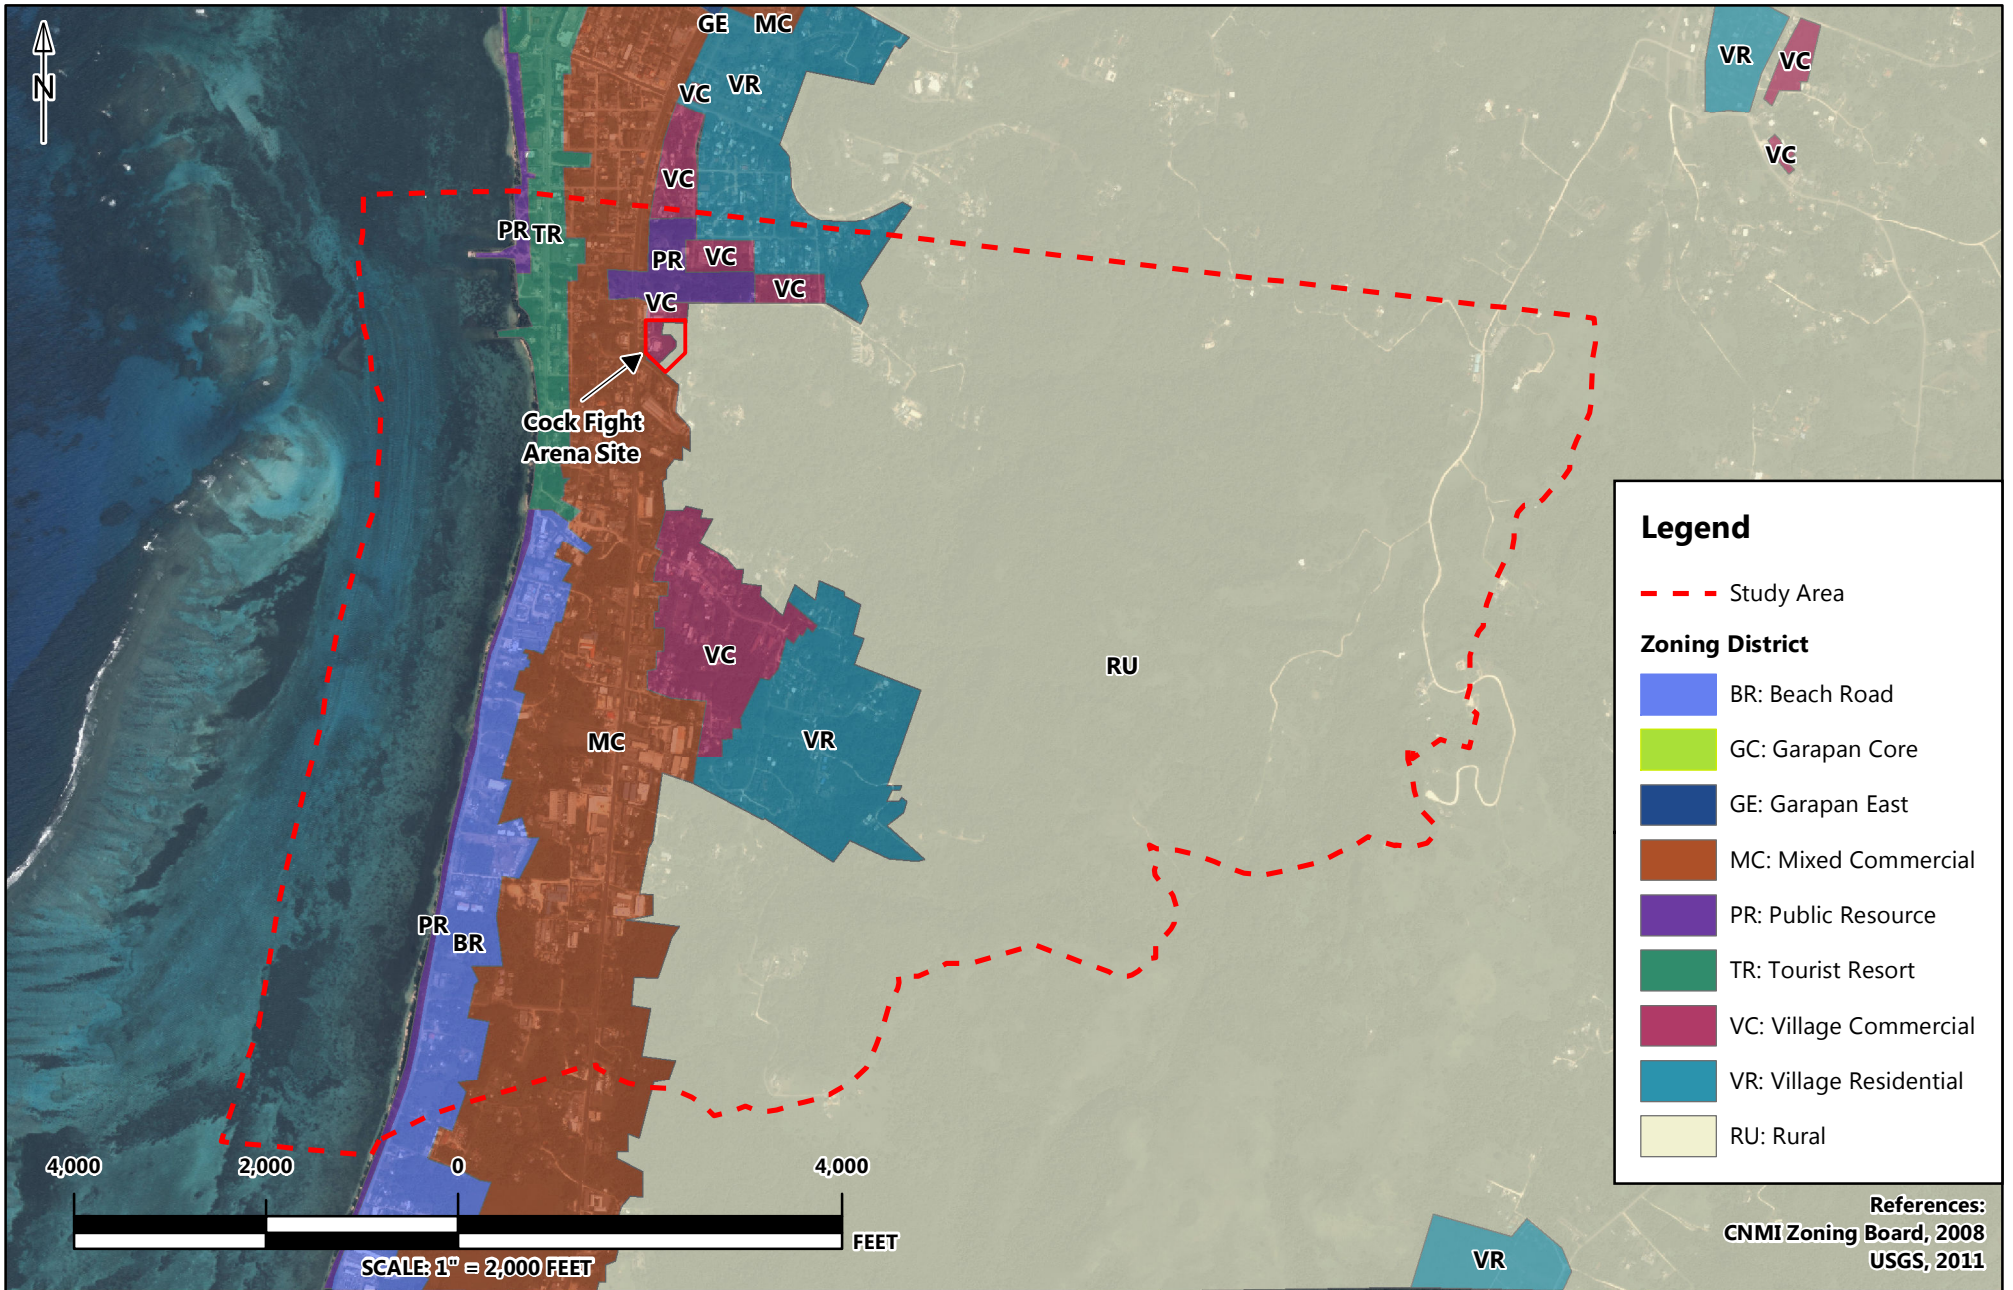 N
GE MC
VR
VC
VC
VR
VC
VC
PR TR
PR VC
VC
VC
Cock Fight
Arena Site
VC
RU
MC
VR
PR
BR
VR
Legend
Study Area
Zoning District
BR: Beach Road
GC: Garapan Core
GE: Garapan East
MC: Mixed Commercial
PR: Public Resource
TR: Tourist Resort
VC: Village Commercial
VR: Village Residential
RU: Rural
4,000 2,000 0 4,000
FEET
SCALE: 1" = 2,000 FEET
References:
CNMI Zoning Board, 2008
USGS, 2011